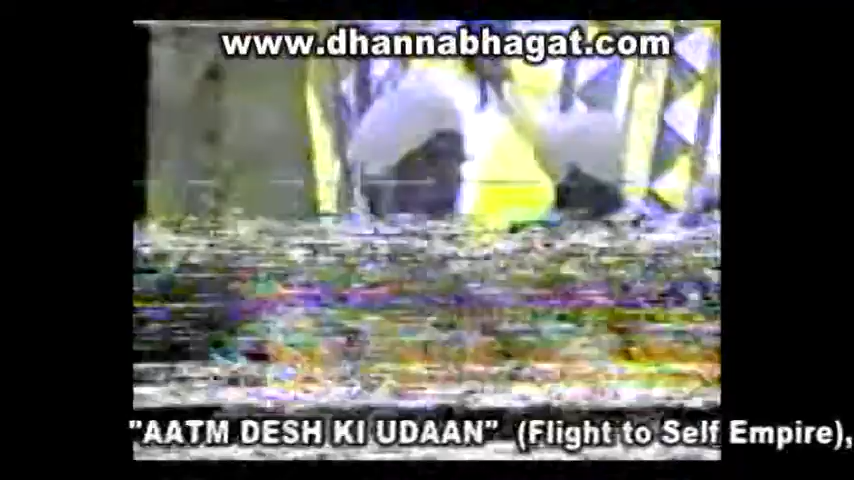 www.dhannabhagat.com
"AATM DESH KI UDAAN" (Flight to Self Empire),